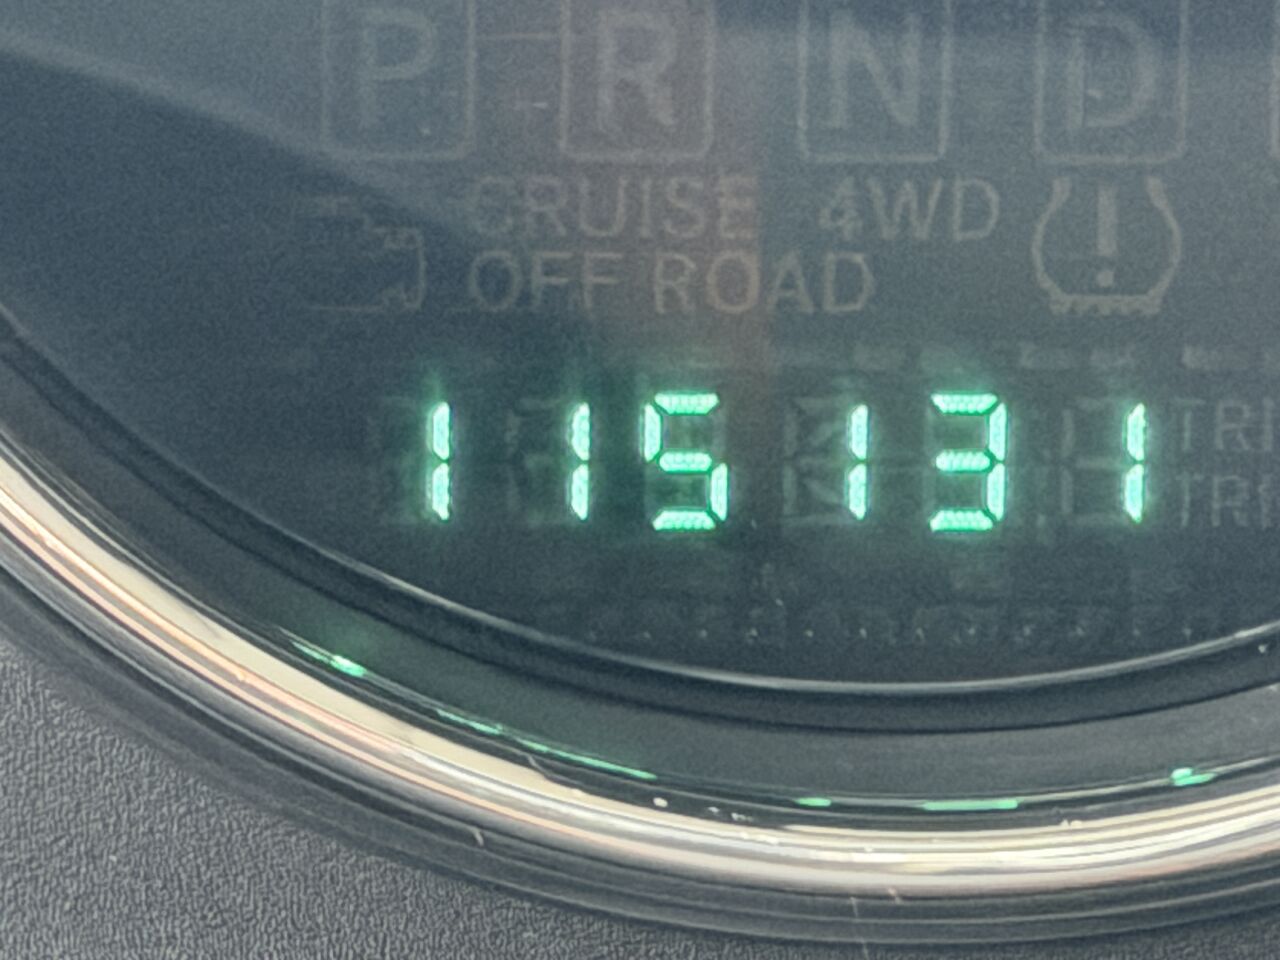 P R N D
CRUISE 4WD
OFF ROAD
115131